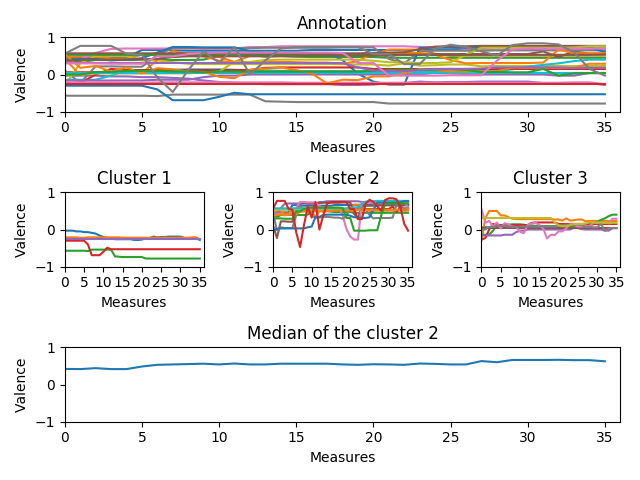 Annotation
1
0
−1
Valence
0 5 10 15 20 25 30 35
Measures
Cluster 1 Cluster 2 Cluster 3
1 1 1
0 0 0
−1 −1 −1
Valence Valence Valence
0 5 10 15 20 25 30 35 0 5 10 15 20 25 30 35 0 5 10 15 20 25 30 35
Measures Measures Measures
Median of the cluster 2
1
0
−1
Valence
0 5 10 15 20 25 30 35
Measures